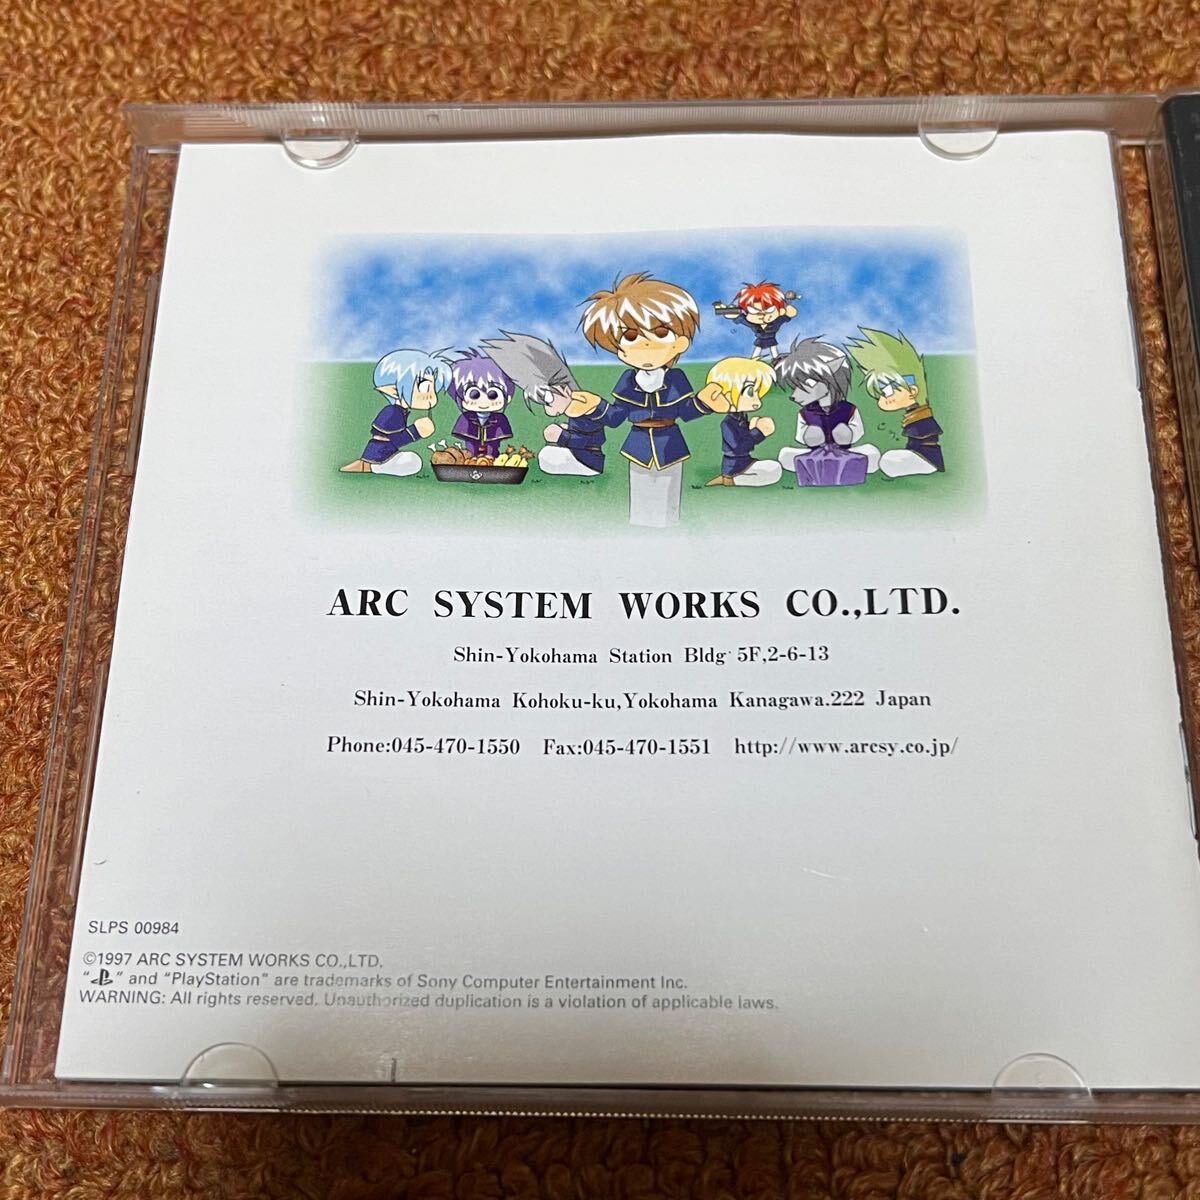 ARC SYSTEM WORKS CO.,LTD.
Shin-Yokohama Station Bldg 5F,2-6-13
Shin-Yokohama Kohoku-ku,Yokohama Kanagawa.222 Japan
Phone:045-470-1550 Fax:045-470-1551 http://www.arcsy.co.jp/
SLPS 00984
©1997 ARC SYSTEM WORKS CO.,LTD.
“PS” and “PlayStation” are trademarks of Sony Computer Entertainment Inc.
WARNING: All rights reserved. Unauthorized duplication is a violation of applicable laws.